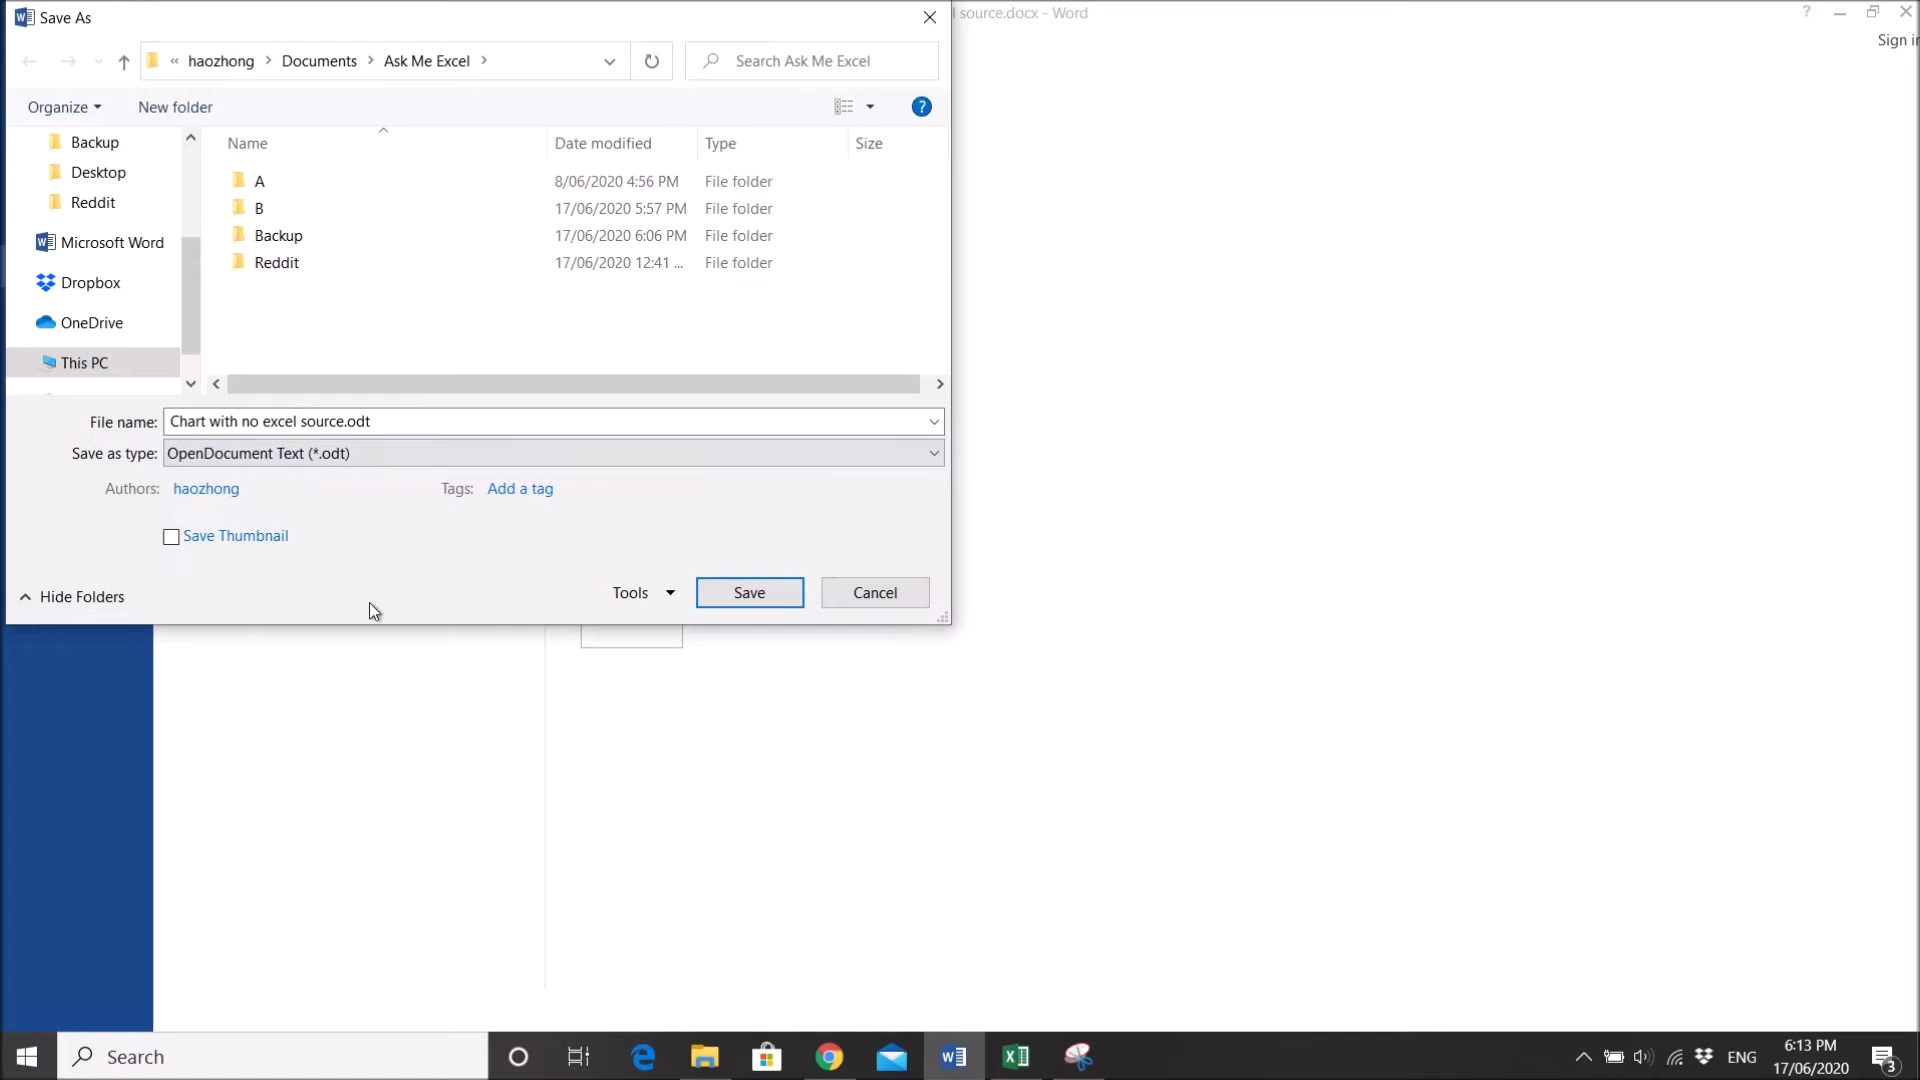 Save As
l source.docx - Word
?
Sign in
« haozhong > Documents > Ask Me Excel >
Search Ask Me Excel
Organize
New folder
?
Name
Date modified
Type
Size
Backup
Desktop
Reddit
Microsoft Word
Dropbox
OneDrive
This PC
A 8/06/2020 4:56 PM File folder
B 17/06/2020 5:57 PM File folder
Backup 17/06/2020 6:06 PM File folder
Reddit 17/06/2020 12:41 ... File folder
File name: Chart with no excel source.odt
Save as type: OpenDocument Text (*.odt)
Authors: haozhong Tags: Add a tag
Save Thumbnail
Hide Folders
Tools
Save
Cancel
Search
ENG
6:13 PM
17/06/2020
3